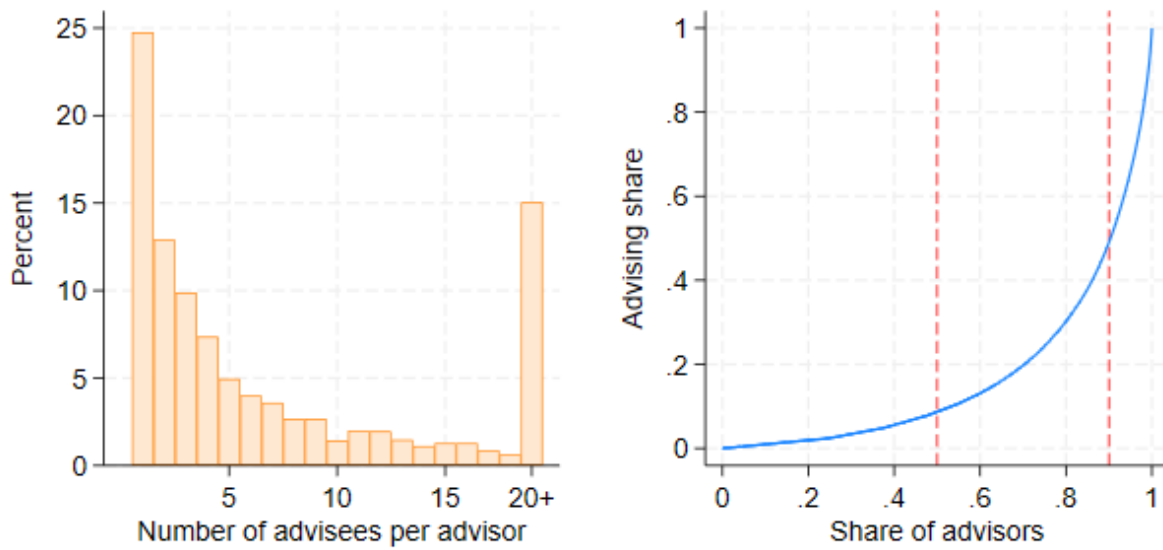 25
20
15
10
5
0
Percent
5 10 15 20+
Number of advisees per advisor
1
.8
.6
.4
.2
0
Advising share
0 .2 .4 .6 .8 1
Share of advisors